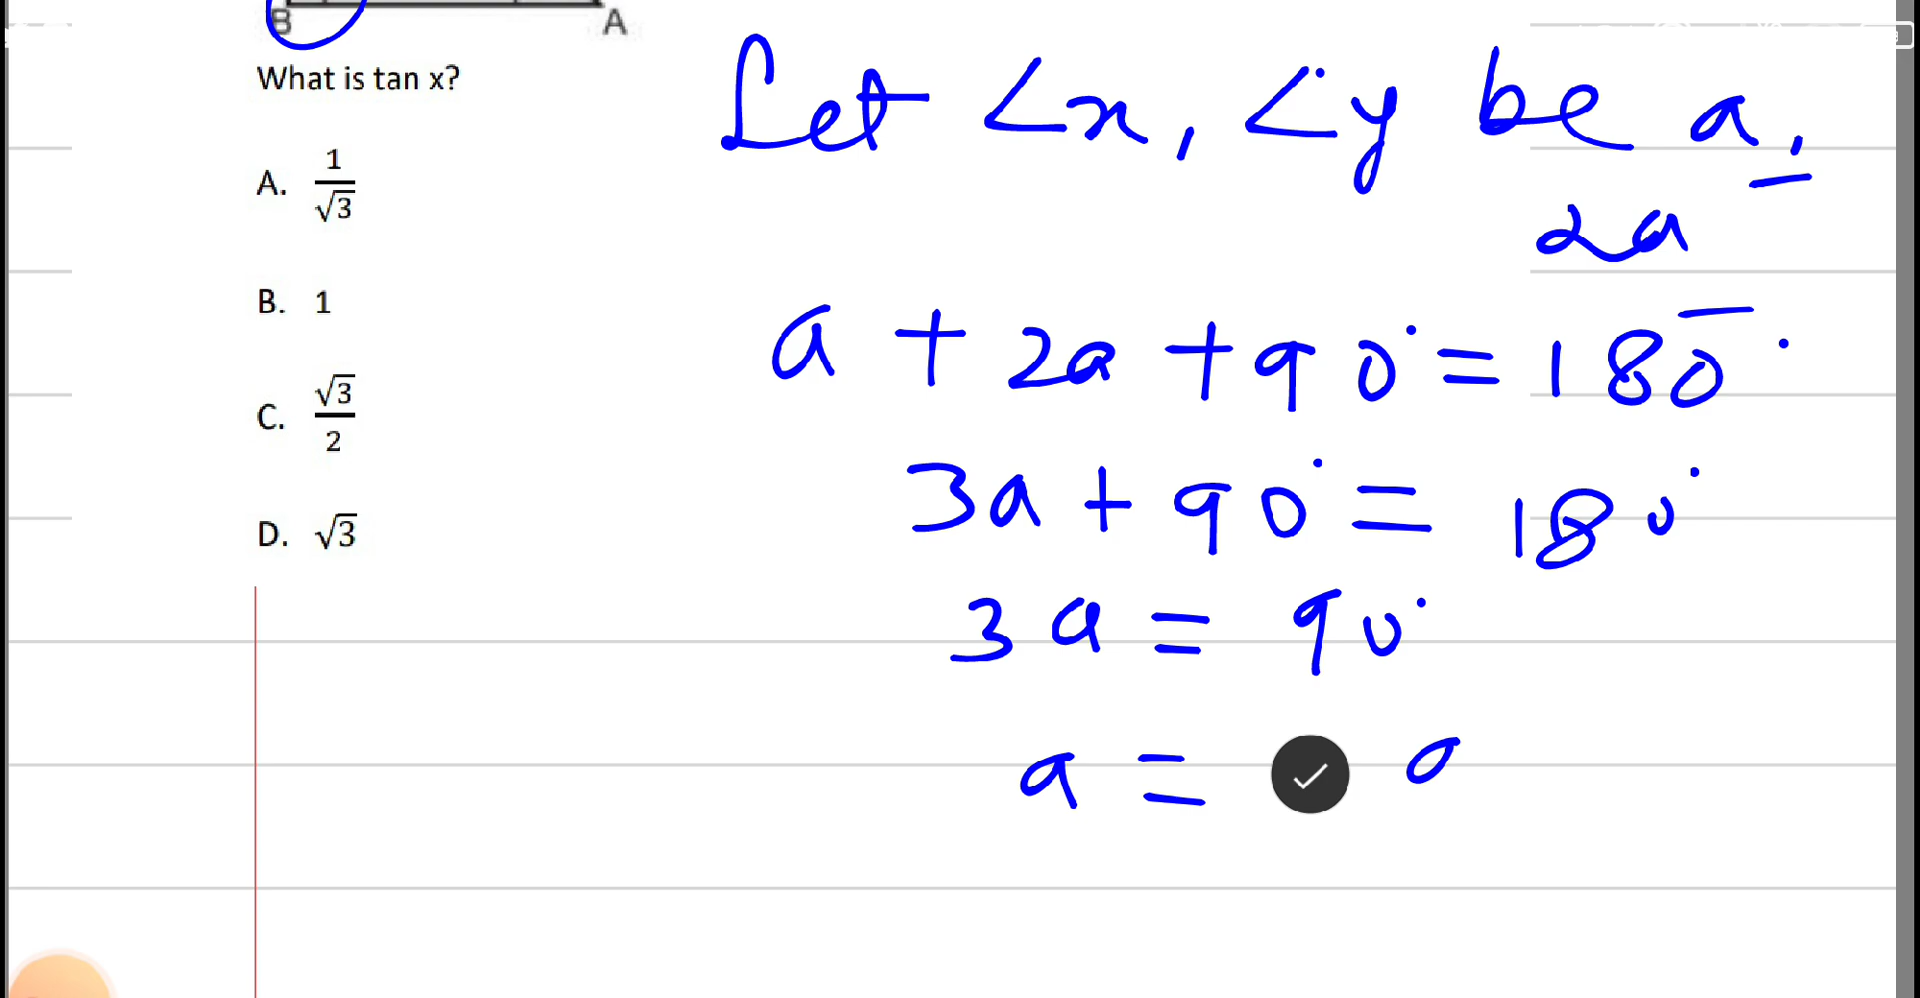 B A
What is tan x?
A. 1/√3
B. 1
C. √3/2
D. √3
Let ∠x, ∠y be a,
2a
a + 2a + 90° = 180°
3a + 90° = 180°
3a = 90°
a =